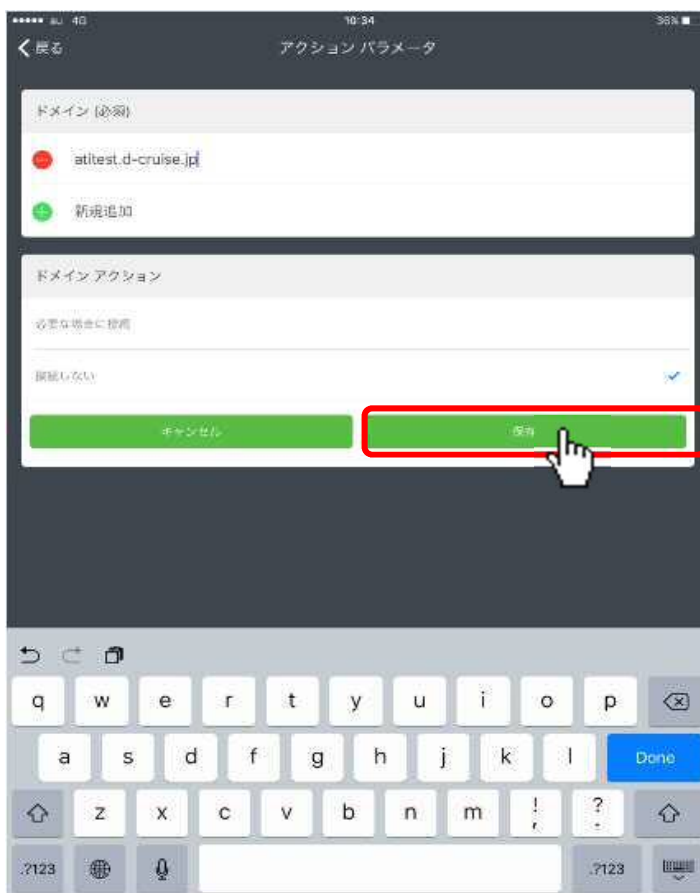 au 4G 10:34 36%
戻る アクション パラメータ
ドメイン (必須)
atitest.d-cruise.jp
新規追加
ドメイン アクション
必要な場合に接続
接続しない
キャンセル 保存
q w e r t y u i o p
a s d f g h j k l Done
z x c v b n m ! , ? .
.?123 .?123